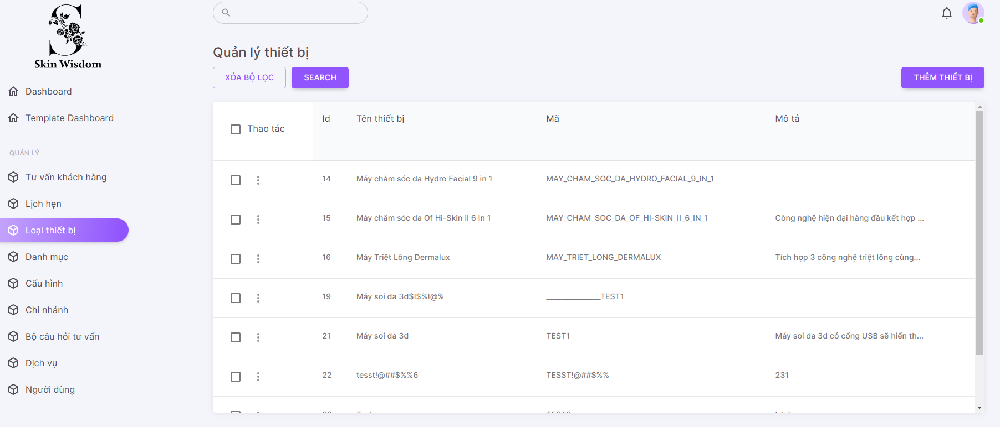 Skin Wisdom
Dashboard
Template Dashboard
QUẢN LÝ
Tư vấn khách hàng
Lịch hẹn
Loại thiết bị
Danh mục
Cấu hình
Chi nhánh
Bộ câu hỏi tư vấn
Dịch vụ
Người dùng
Quản lý thiết bị
XÓA BỘ LỌC SEARCH THÊM THIẾT BỊ
Thao tác Id Tên thiết bị Mã Mô tả
14 Máy chăm sóc da Hydro Facial 9 in 1 MAY_CHAM_SOC_DA_HYDRO_FACIAL_9_IN_1
15 Máy chăm sóc da Of Hi-Skin II 6 In 1 MAY_CHAM_SOC_DA_OF_HI-SKIN_II_6_IN_1 Công nghệ hiện đại hàng đầu kết hợp ...
16 Máy Triệt Lông Dermalux MAY_TRIET_LONG_DERMALUX Tích hợp 3 công nghệ triệt lông cùng...
19 Máy soi da 3d$!$%!@% ______________TEST1
21 Máy soi da 3d TEST1 Máy soi da 3d có cổng USB sẽ hiển th...
22 tesst!@##$%%6 TESST!@##$%% 231